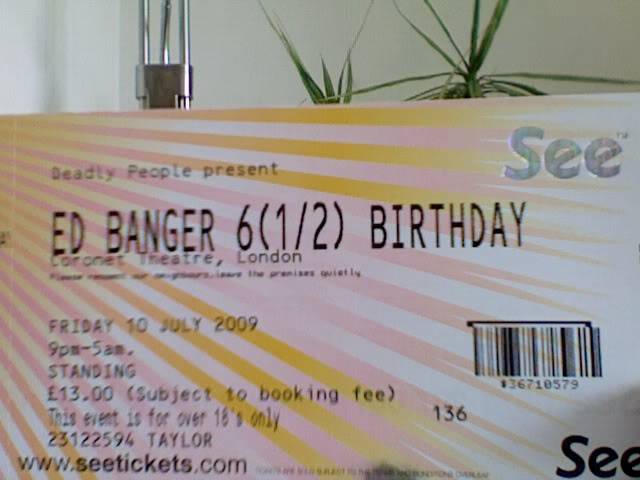 See™
Deadly People present
ED BANGER 6(1/2) BIRTHDAY
Coronet Theatre, London
Please respect our neighbours,leave the premises quietly
FRIDAY 10 JULY 2009
9pm-5am.
STANDING
£13.00 (Subject to booking fee)
This event is for over 18's only
136
23122594 TAYLOR
*36710579
www.seetickets.com
See